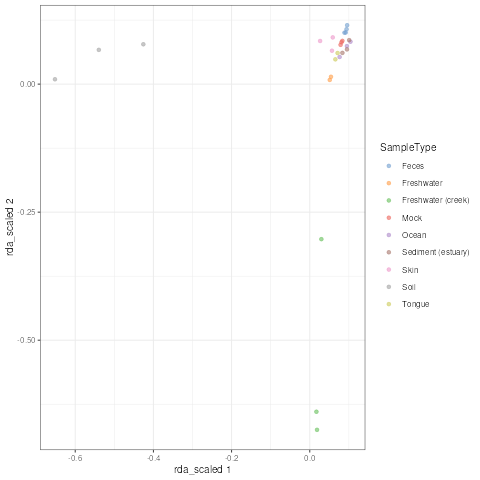 0.00
-0.25
-0.50
rda_scaled 2
-0.6 -0.4 -0.2 0.0
rda_scaled 1
SampleType
Feces
Freshwater
Freshwater (creek)
Mock
Ocean
Sediment (estuary)
Skin
Soil
Tongue